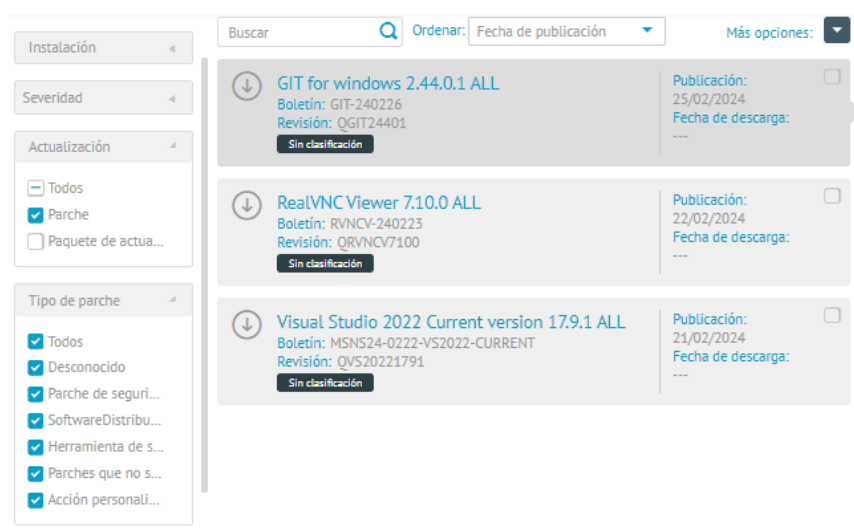 Instalación
Severidad
Actualización
Todos
Parche
Paquete de actua...
Tipo de parche
Todos
Desconocido
Parche de seguri...
SoftwareDistribu...
Herramienta de s...
Parches que no s...
Acción personali...
Buscar
Ordenar: Fecha de publicación
Más opciones:
GIT for windows 2.44.0.1 ALL
Boletín: GIT-240226
Revisión: QGIT24401
Sin clasificación
Publicación:
25/02/2024
Fecha de descarga:
---
RealVNC Viewer 7.10.0 ALL
Boletín: RVNCV-240223
Revisión: QRVNCV7100
Sin clasificación
Publicación:
22/02/2024
Fecha de descarga:
---
Visual Studio 2022 Current version 17.9.1 ALL
Boletín: MSNS24-0222-VS2022-CURRENT
Revisión: QVS20221791
Sin clasificación
Publicación:
21/02/2024
Fecha de descarga:
---